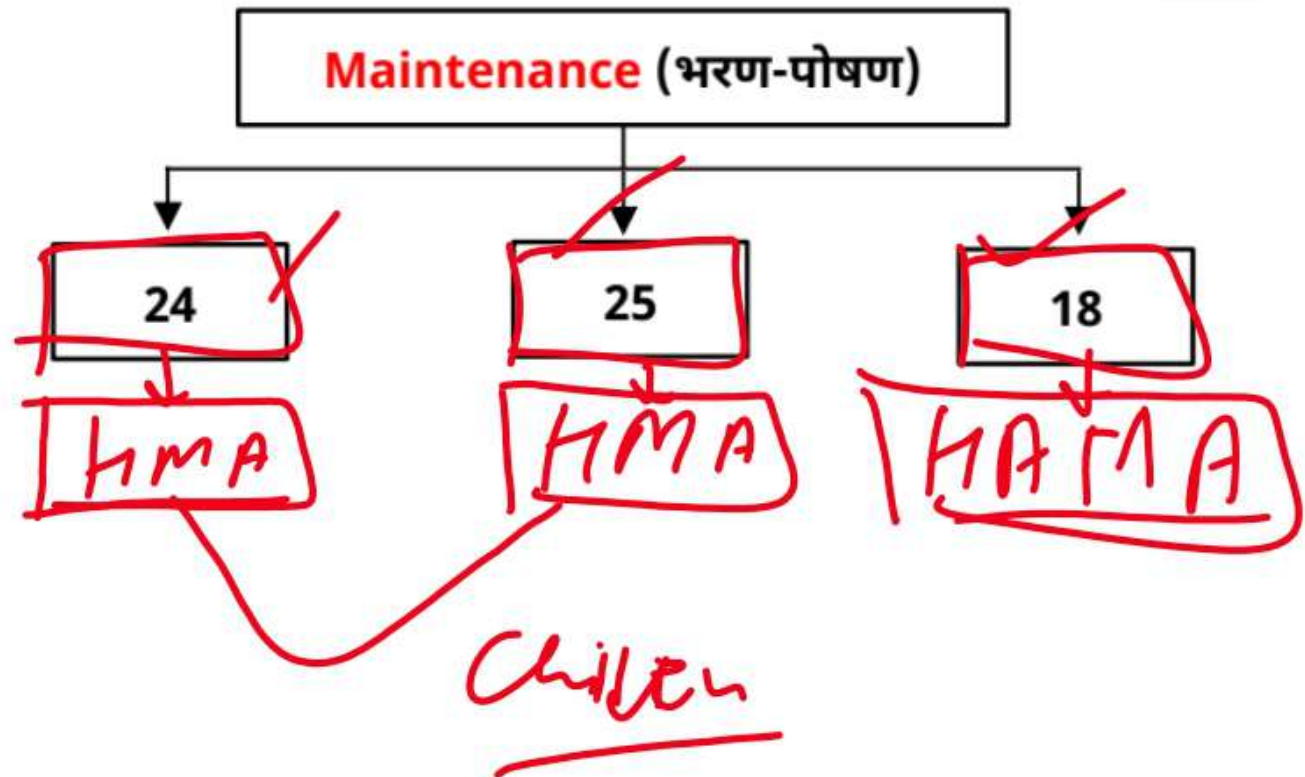 Maintenance (भरण-पोषण)
24 25 18
HMA HMA HAMA
Children